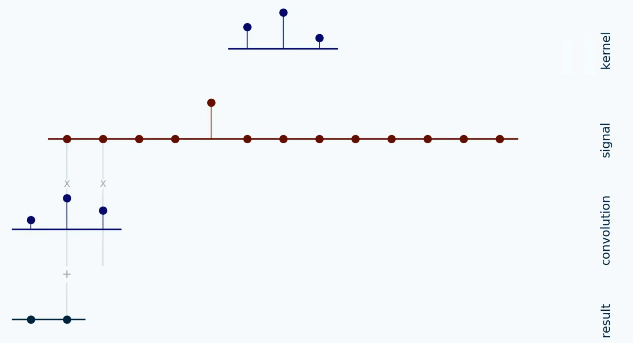 kernel
signal
x x
convolution
+
result